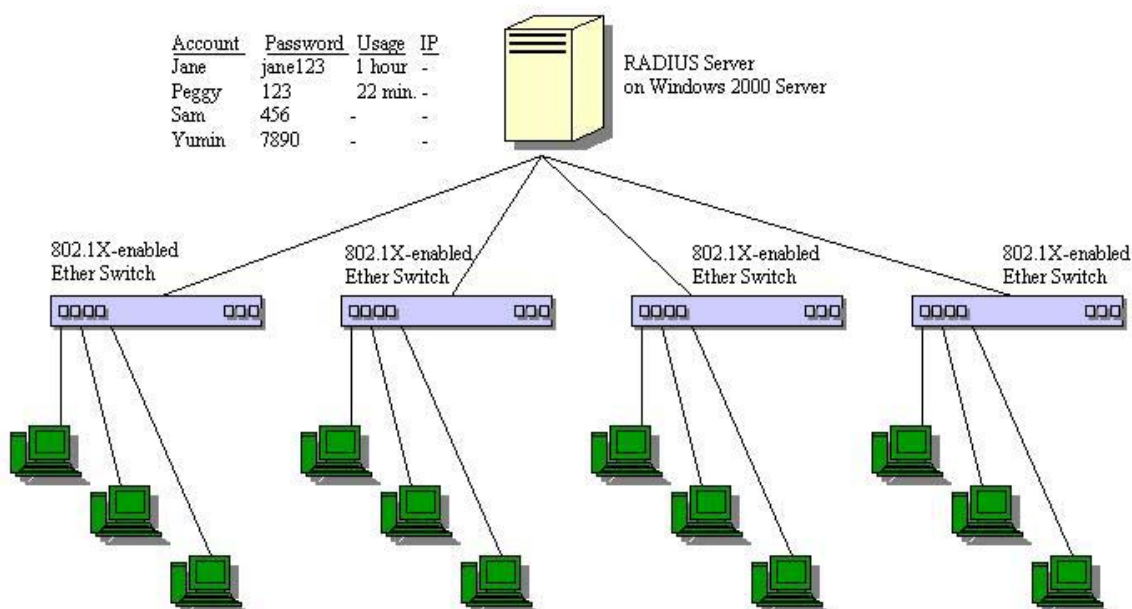 Account Password Usage IP
Jane jane123 1 hour -
Peggy 123 22 min. -
Sam 456 - -
Yumin 7890 - -
RADIUS Server
on Windows 2000 Server
802.1X-enabled
Ether Switch
802.1X-enabled
Ether Switch
802.1X-enabled
Ether Switch
802.1X-enabled
Ether Switch